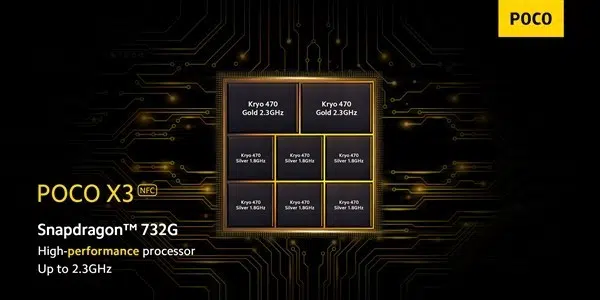 POCO
Kryo 470
Gold 2.3GHz
Kryo 470
Gold 2.3GHz
Kryo 470
Silver 1.8GHz
Kryo 470
Silver 1.8GHz
Kryo 470
Silver 1.8GHz
Kryo 470
Silver 1.8GHz
Kryo 470
Silver 1.8GHz
Kryo 470
Silver 1.8GHz
POCO X3 NFC
Snapdragon™ 732G
High-performance processor
Up to 2.3GHz